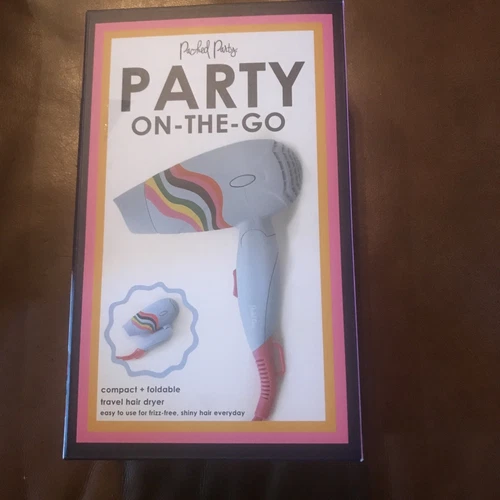 Packed Party
PARTY
ON-THE-GO
compact + foldable
travel hair dryer
easy to use for frizz-free, shiny hair everyday